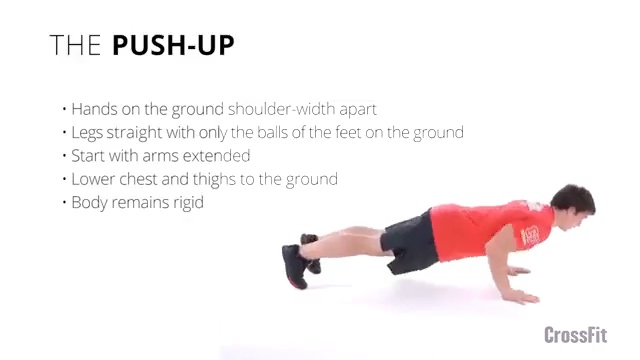 THE PUSH-UP
• Hands on the ground shoulder-width apart
• Legs straight with only the balls of the feet on the ground
• Start with arms extended
• Lower chest and thighs to the ground
• Body remains rigid
CrossFit